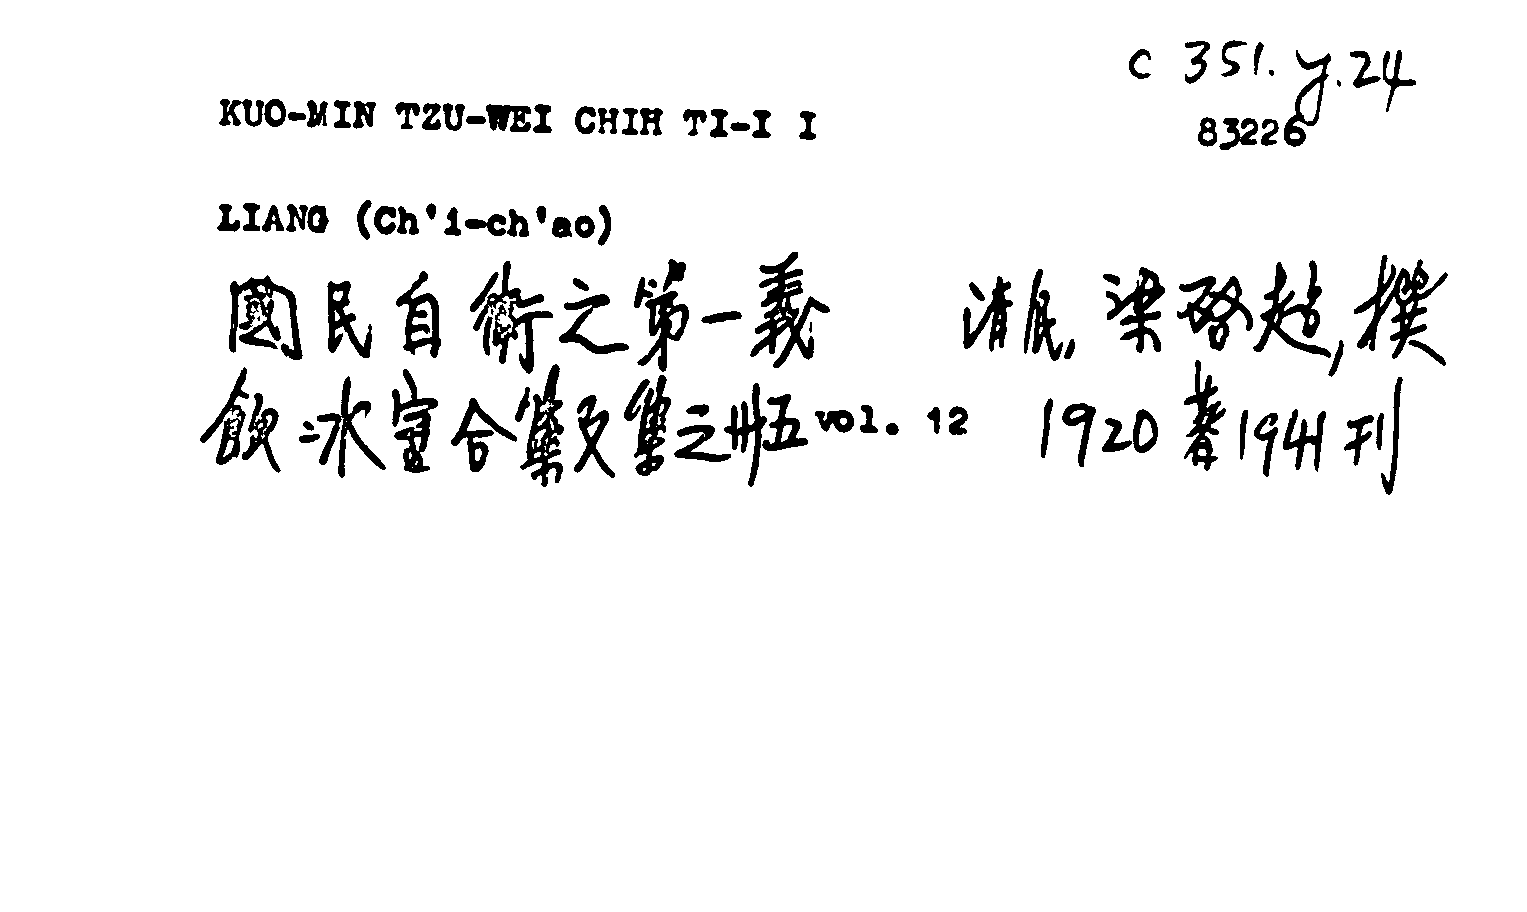 C 351.y.24
KUO-MIN TZU-WEI CHIH TI-I I
83226
LIANG (Ch'i-ch'ao)
國民自衛之第一義 清民, 梁啓超, 撰
飲冰室合集文集之卅五 vol. 12 1920 著 1941 刊